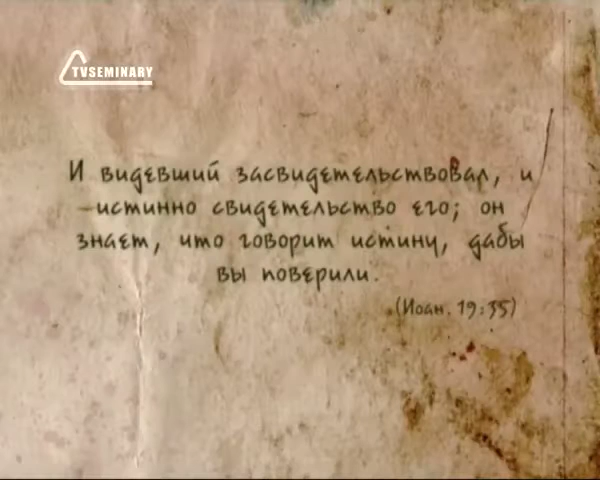 TVSEMINARY
И видевший засвидетельствовал, и
истинно свидетельство его; он
знает, что говорит истину, дабы
вы поверили.
(Иоан. 19:35)